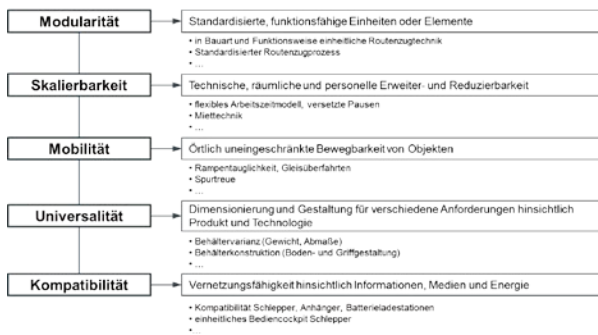 Modularität
Standardisierte, funktionsfähige Einheiten oder Elemente
• in Bauart und Funktionsweise einheitliche Routenzugtechnik
• Standardisierter Routenzugprozess
• ...
Skalierbarkeit
Technische, räumliche und personelle Erweiter- und Reduzierbarkeit
• flexibles Arbeitszeitmodell, versetzte Pausen
• Miettechnik
• ...
Mobilität
Örtlich uneingeschränkte Bewegbarkeit von Objekten
• Rampentauglichkeit, Gleisüberfahrten
• Spurtreue
• ...
Universalität
Dimensionierung und Gestaltung für verschiedene Anforderungen hinsichtlich
Produkt und Technologie
• Behältervarianz (Gewicht, Abmaße)
• Behälterkonstruktion (Boden- und Griffgestaltung)
• ...
Kompatibilität
Vernetzungsfähigkeit hinsichtlich Informationen, Medien und Energie
• Kompatibilität Schlepper, Anhänger, Batterieladestationen
• einheitliches Bediencockpit Schlepper
• ...